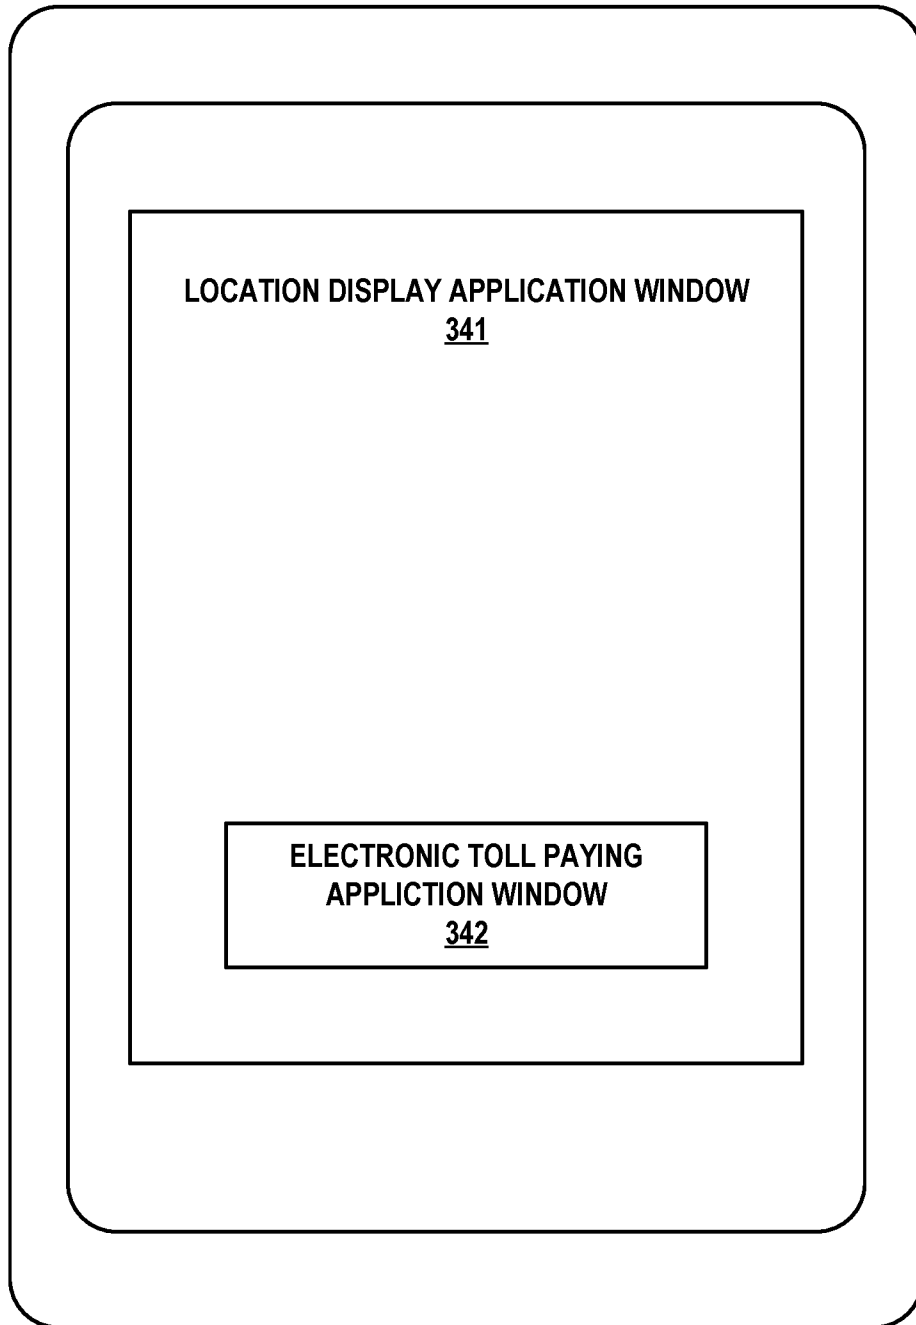 LOCATION DISPLAY APPLICATION WINDOW
341
ELECTRONIC TOLL PAYING
APPLICTION WINDOW
342